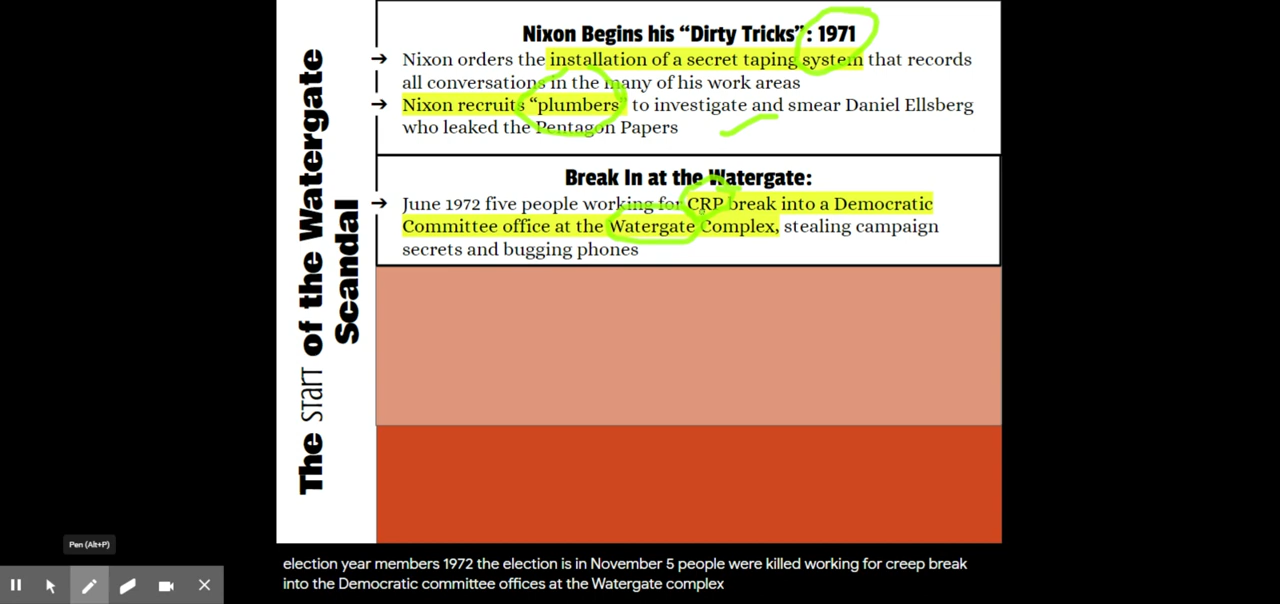 The START of the Watergate
Scandal
Nixon Begins his “Dirty Tricks”: 1971
➔ Nixon orders the installation of a secret taping system that records
all conversations in the many of his work areas
➔ Nixon recruits “plumbers” to investigate and smear Daniel Ellsberg
who leaked the Pentagon Papers
Break In at the Watergate:
➔ June 1972 five people working for CRP break into a Democratic
Committee office at the Watergate Complex, stealing campaign
secrets and bugging phones
Pen (Alt+P)
election year members 1972 the election is in November 5 people were killed working for creep break
into the Democratic committee offices at the Watergate complex